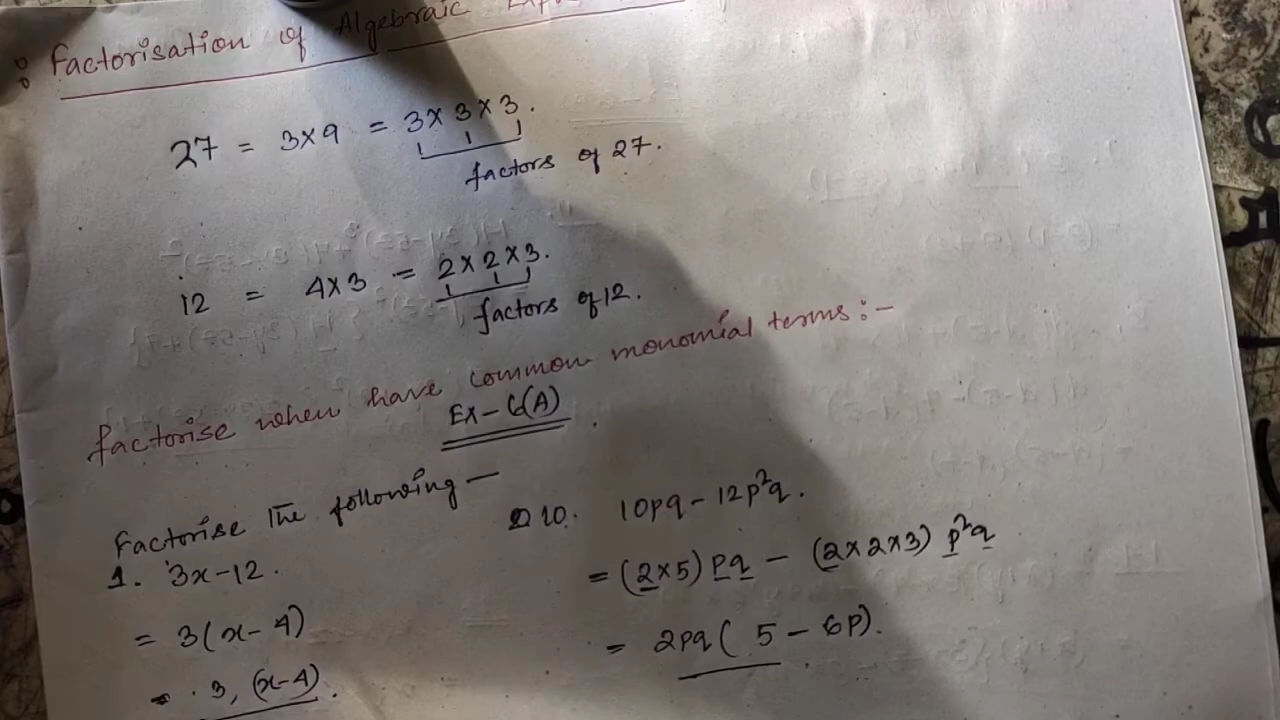 : Factorisation of Algebraic
27 = 3×9 = 3×3×3.
factors of 27.
12 = 4×3 = 2×2×3.
factors of 12.
factorise when have common monomial terms:-
Ex-6(A).
Factorise The following —
1. 3x-12.
= 3(x-4)
= 3, (x-4).
Q 10. 10pq - 12p²q.
= (2×5) pq - (2×2×3) p²q
= 2pq ( 5 - 6p).